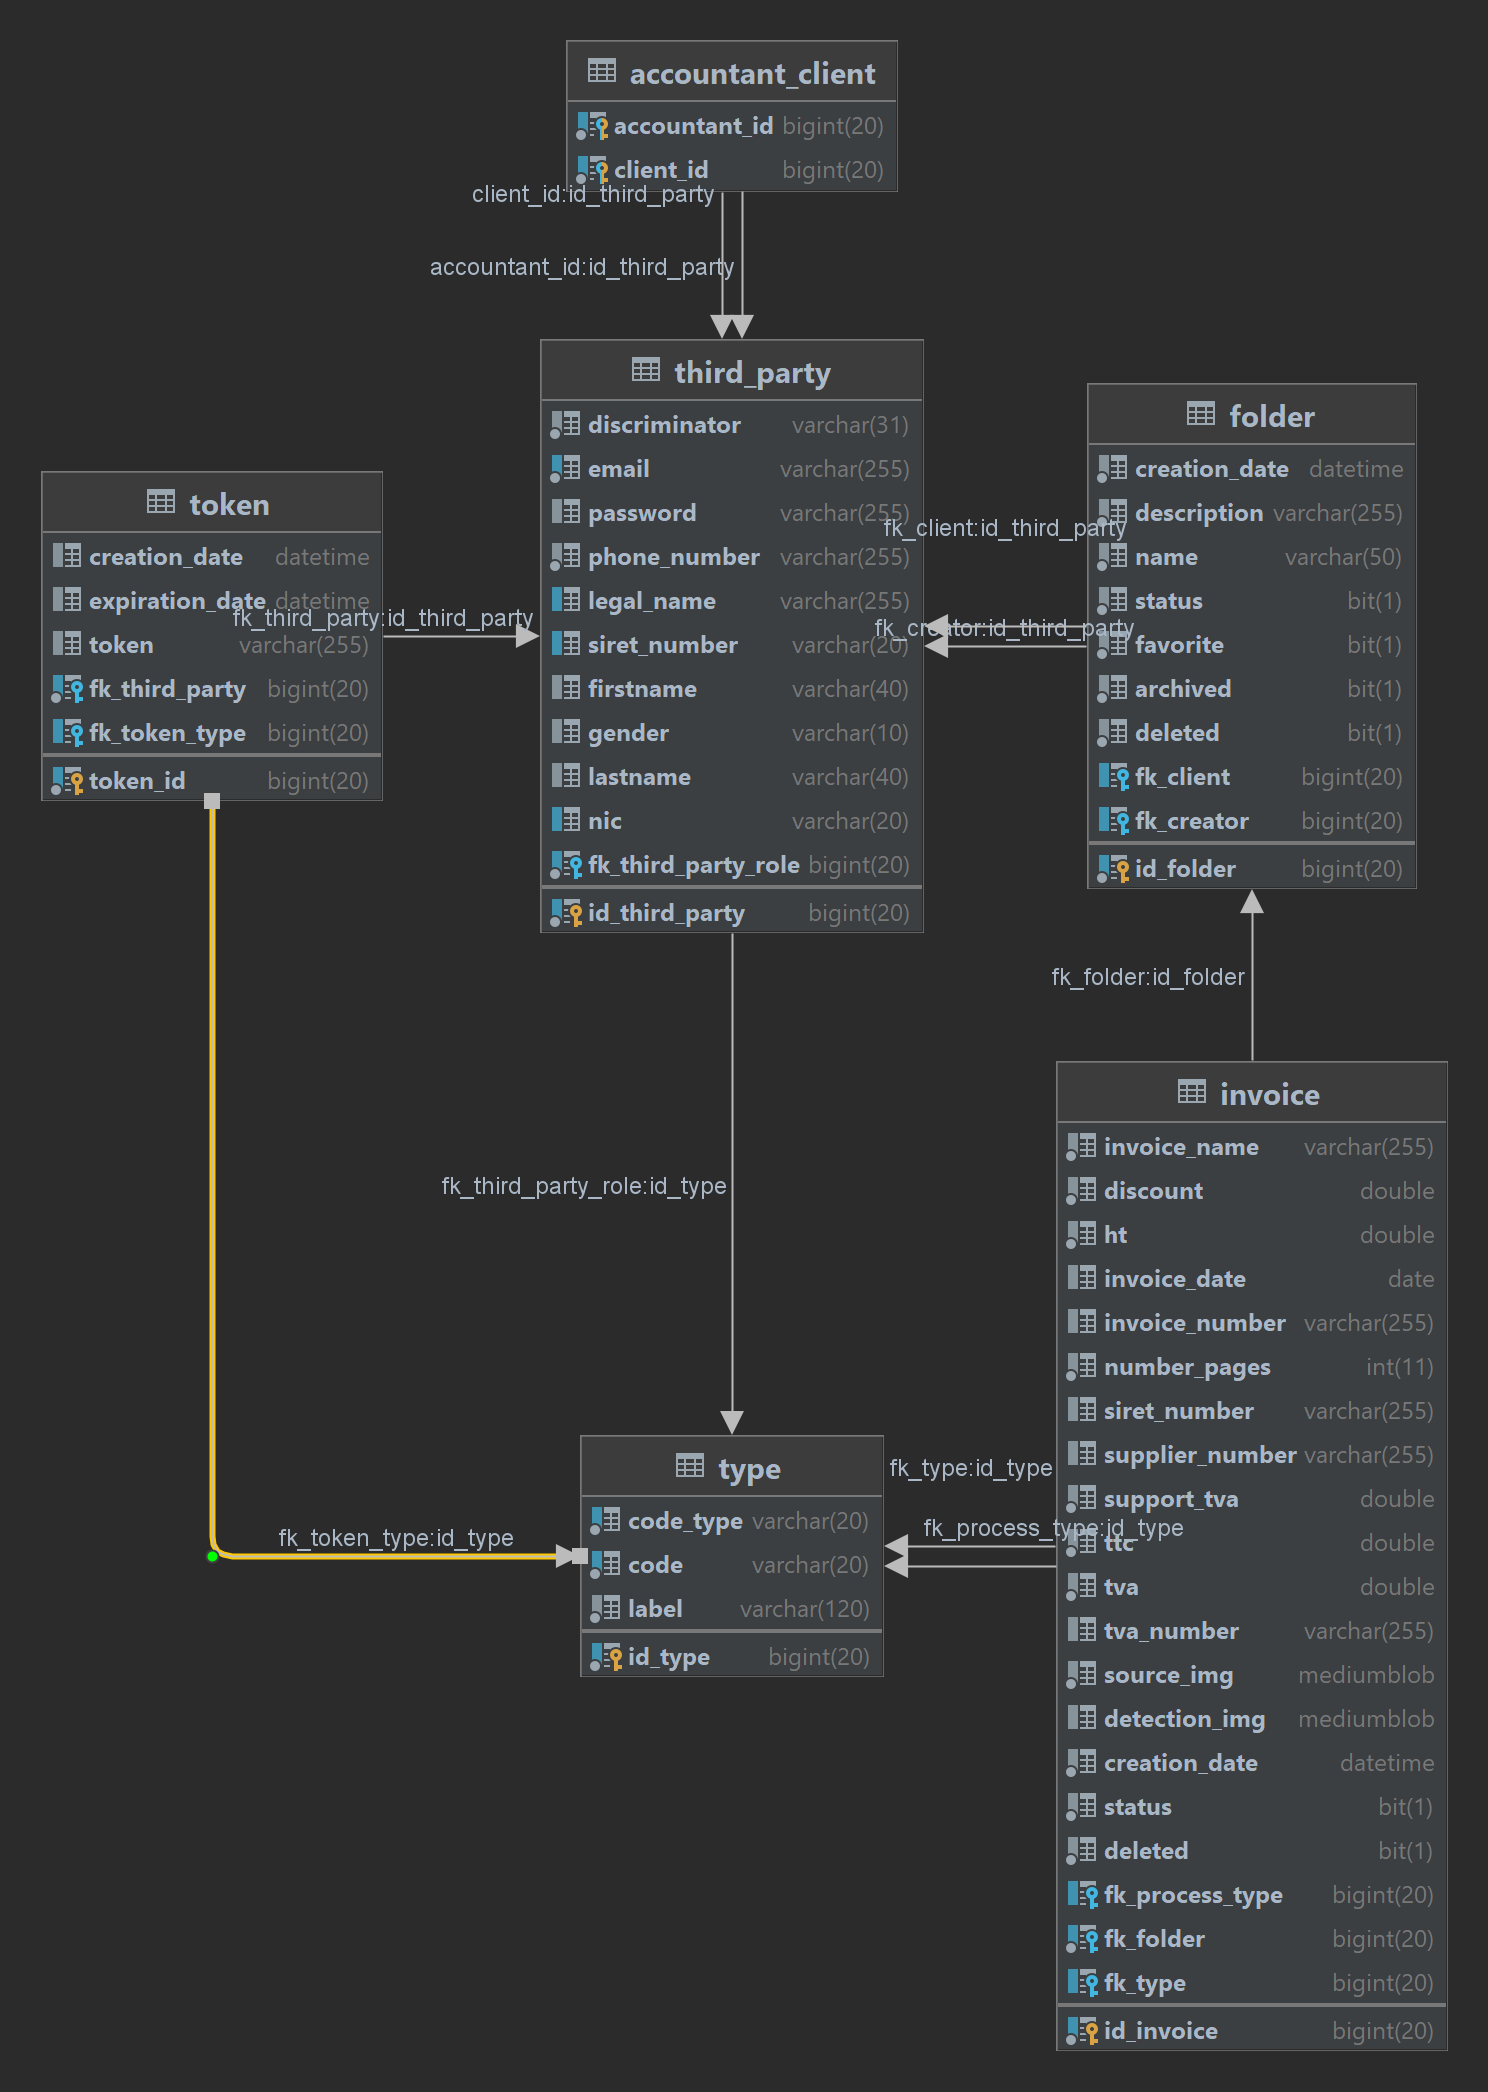 accountant_client
accountant_id bigint(20)
client_id bigint(20)
client_id:id_third_party
accountant_id:id_third_party
third_party
discriminator varchar(31)
email varchar(255)
password varchar(255)
phone_number varchar(255)
legal_name varchar(255)
siret_number varchar(20)
firstname varchar(40)
gender varchar(10)
lastname varchar(40)
nic varchar(20)
fk_third_party_role bigint(20)
id_third_party bigint(20)
folder
creation_date datetime
description varchar(255)
name varchar(50)
status bit(1)
favorite bit(1)
archived bit(1)
deleted bit(1)
fk_client bigint(20)
fk_creator bigint(20)
id_folder bigint(20)
fk_client:id_third_party
fk_creator:id_third_party
token
creation_date datetime
expiration_date datetime
token varchar(255)
fk_third_party bigint(20)
fk_token_type bigint(20)
token_id bigint(20)
fk_third_party:id_third_party
fk_folder:id_folder
fk_third_party_role:id_type
invoice
invoice_name varchar(255)
discount double
ht double
invoice_date date
invoice_number varchar(255)
number_pages int(11)
siret_number varchar(255)
supplier_number varchar(255)
support_tva double
ttc double
tva double
tva_number varchar(255)
source_img mediumblob
detection_img mediumblob
creation_date datetime
status bit(1)
deleted bit(1)
fk_process_type bigint(20)
fk_folder bigint(20)
fk_type bigint(20)
id_invoice bigint(20)
type
code_type varchar(20)
code varchar(20)
label varchar(120)
id_type bigint(20)
fk_type:id_type
fk_process_type:id_type
fk_token_type:id_type